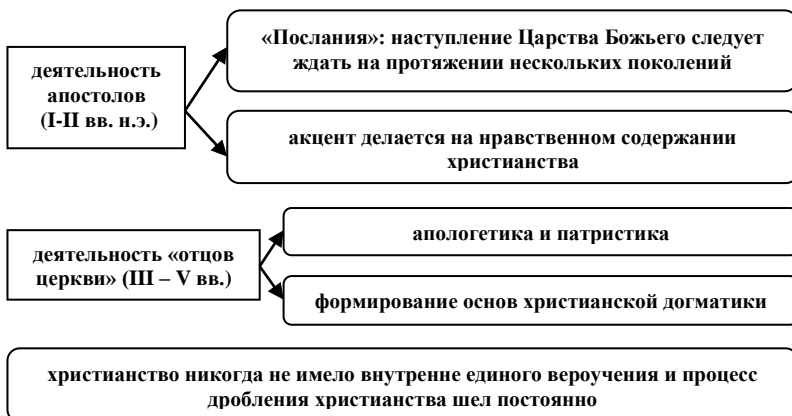 «Послания»: наступление Царства Божьего следует
ждать на протяжении нескольких поколений
деятельность
апостолов
(I-II вв. н.э.)
акцент делается на нравственном содержании
христианства
апологетика и патристика
деятельность «отцов
церкви» (III – V вв.)
формирование основ христианской догматики
христианство никогда не имело внутренне единого вероучения и процесс
дробления христианства шел постоянно